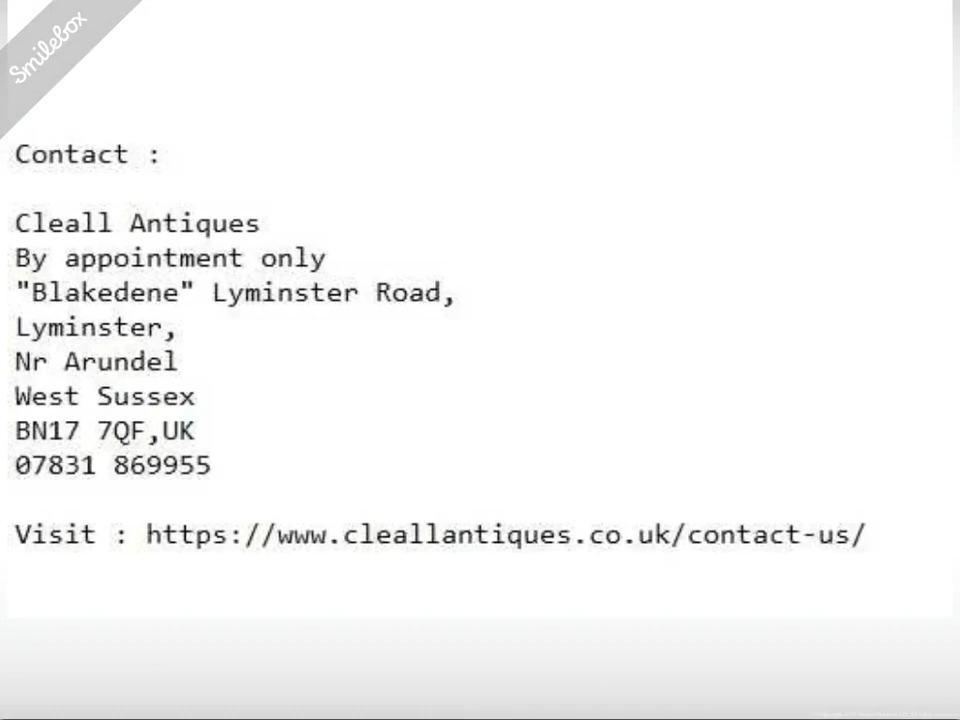 Smilebox
Contact :
Cleall Antiques
By appointment only
"Blakedene" Lyminster Road,
Lyminster,
Nr Arundel
West Sussex
BN17 7QF,UK
07831 869955
Visit : https://www.cleallantiques.co.uk/contact-us/